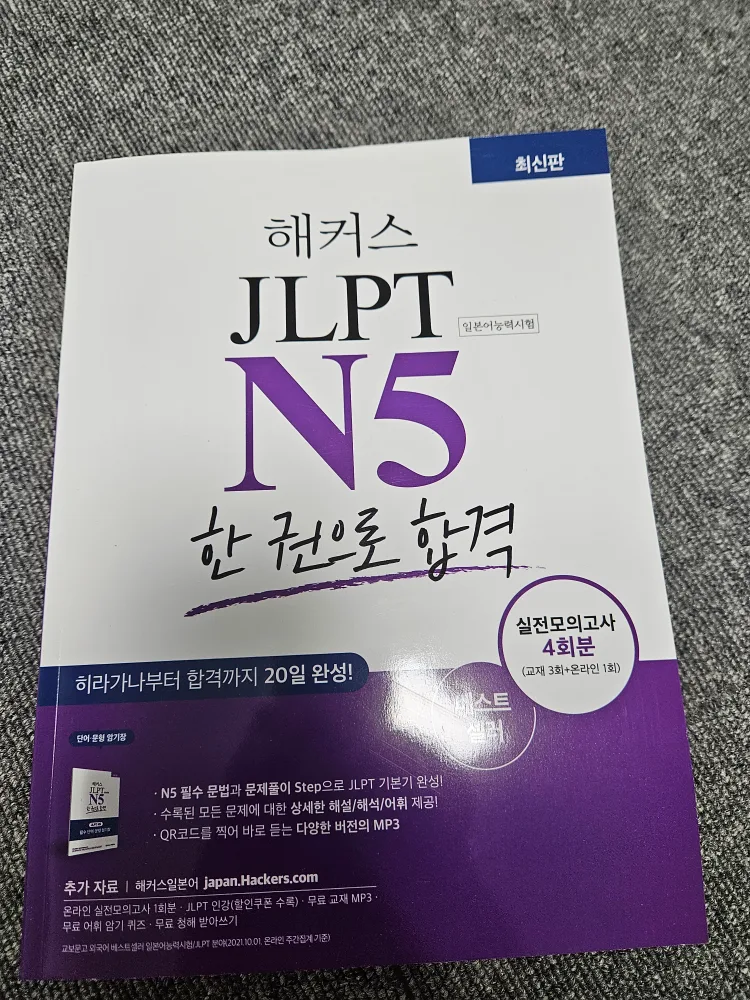 최신판
해커스
JLPT
일본어능력시험
N5
한 권으로 합격
실전모의고사
4회분
(교재 3회+온라인 1회)
히라가나부터 합격까지 20일 완성!
베스트
셀러
단어·문형 암기장
해커스
JLPT
N5
한 권으로 합격
· N5 필수 문법과 문제풀이 Step으로 JLPT 기본기 완성!
· 수록된 모든 문제에 대한 상세한 해설/해석/어휘 제공!
· QR코드를 찍어 바로 듣는 다양한 버전의 MP3
추가 자료 | 해커스일본어 japan.Hackers.com
온라인 실전모의고사 1회분 · JLPT 인강(할인쿠폰 수록) · 무료 교재 MP3 ·
무료 어휘 암기 퀴즈 · 무료 청해 받아쓰기
교보문고 외국어 베스트셀러 일본어능력시험/JLPT 분야(2021.10.01. 온라인 주간집계 기준)